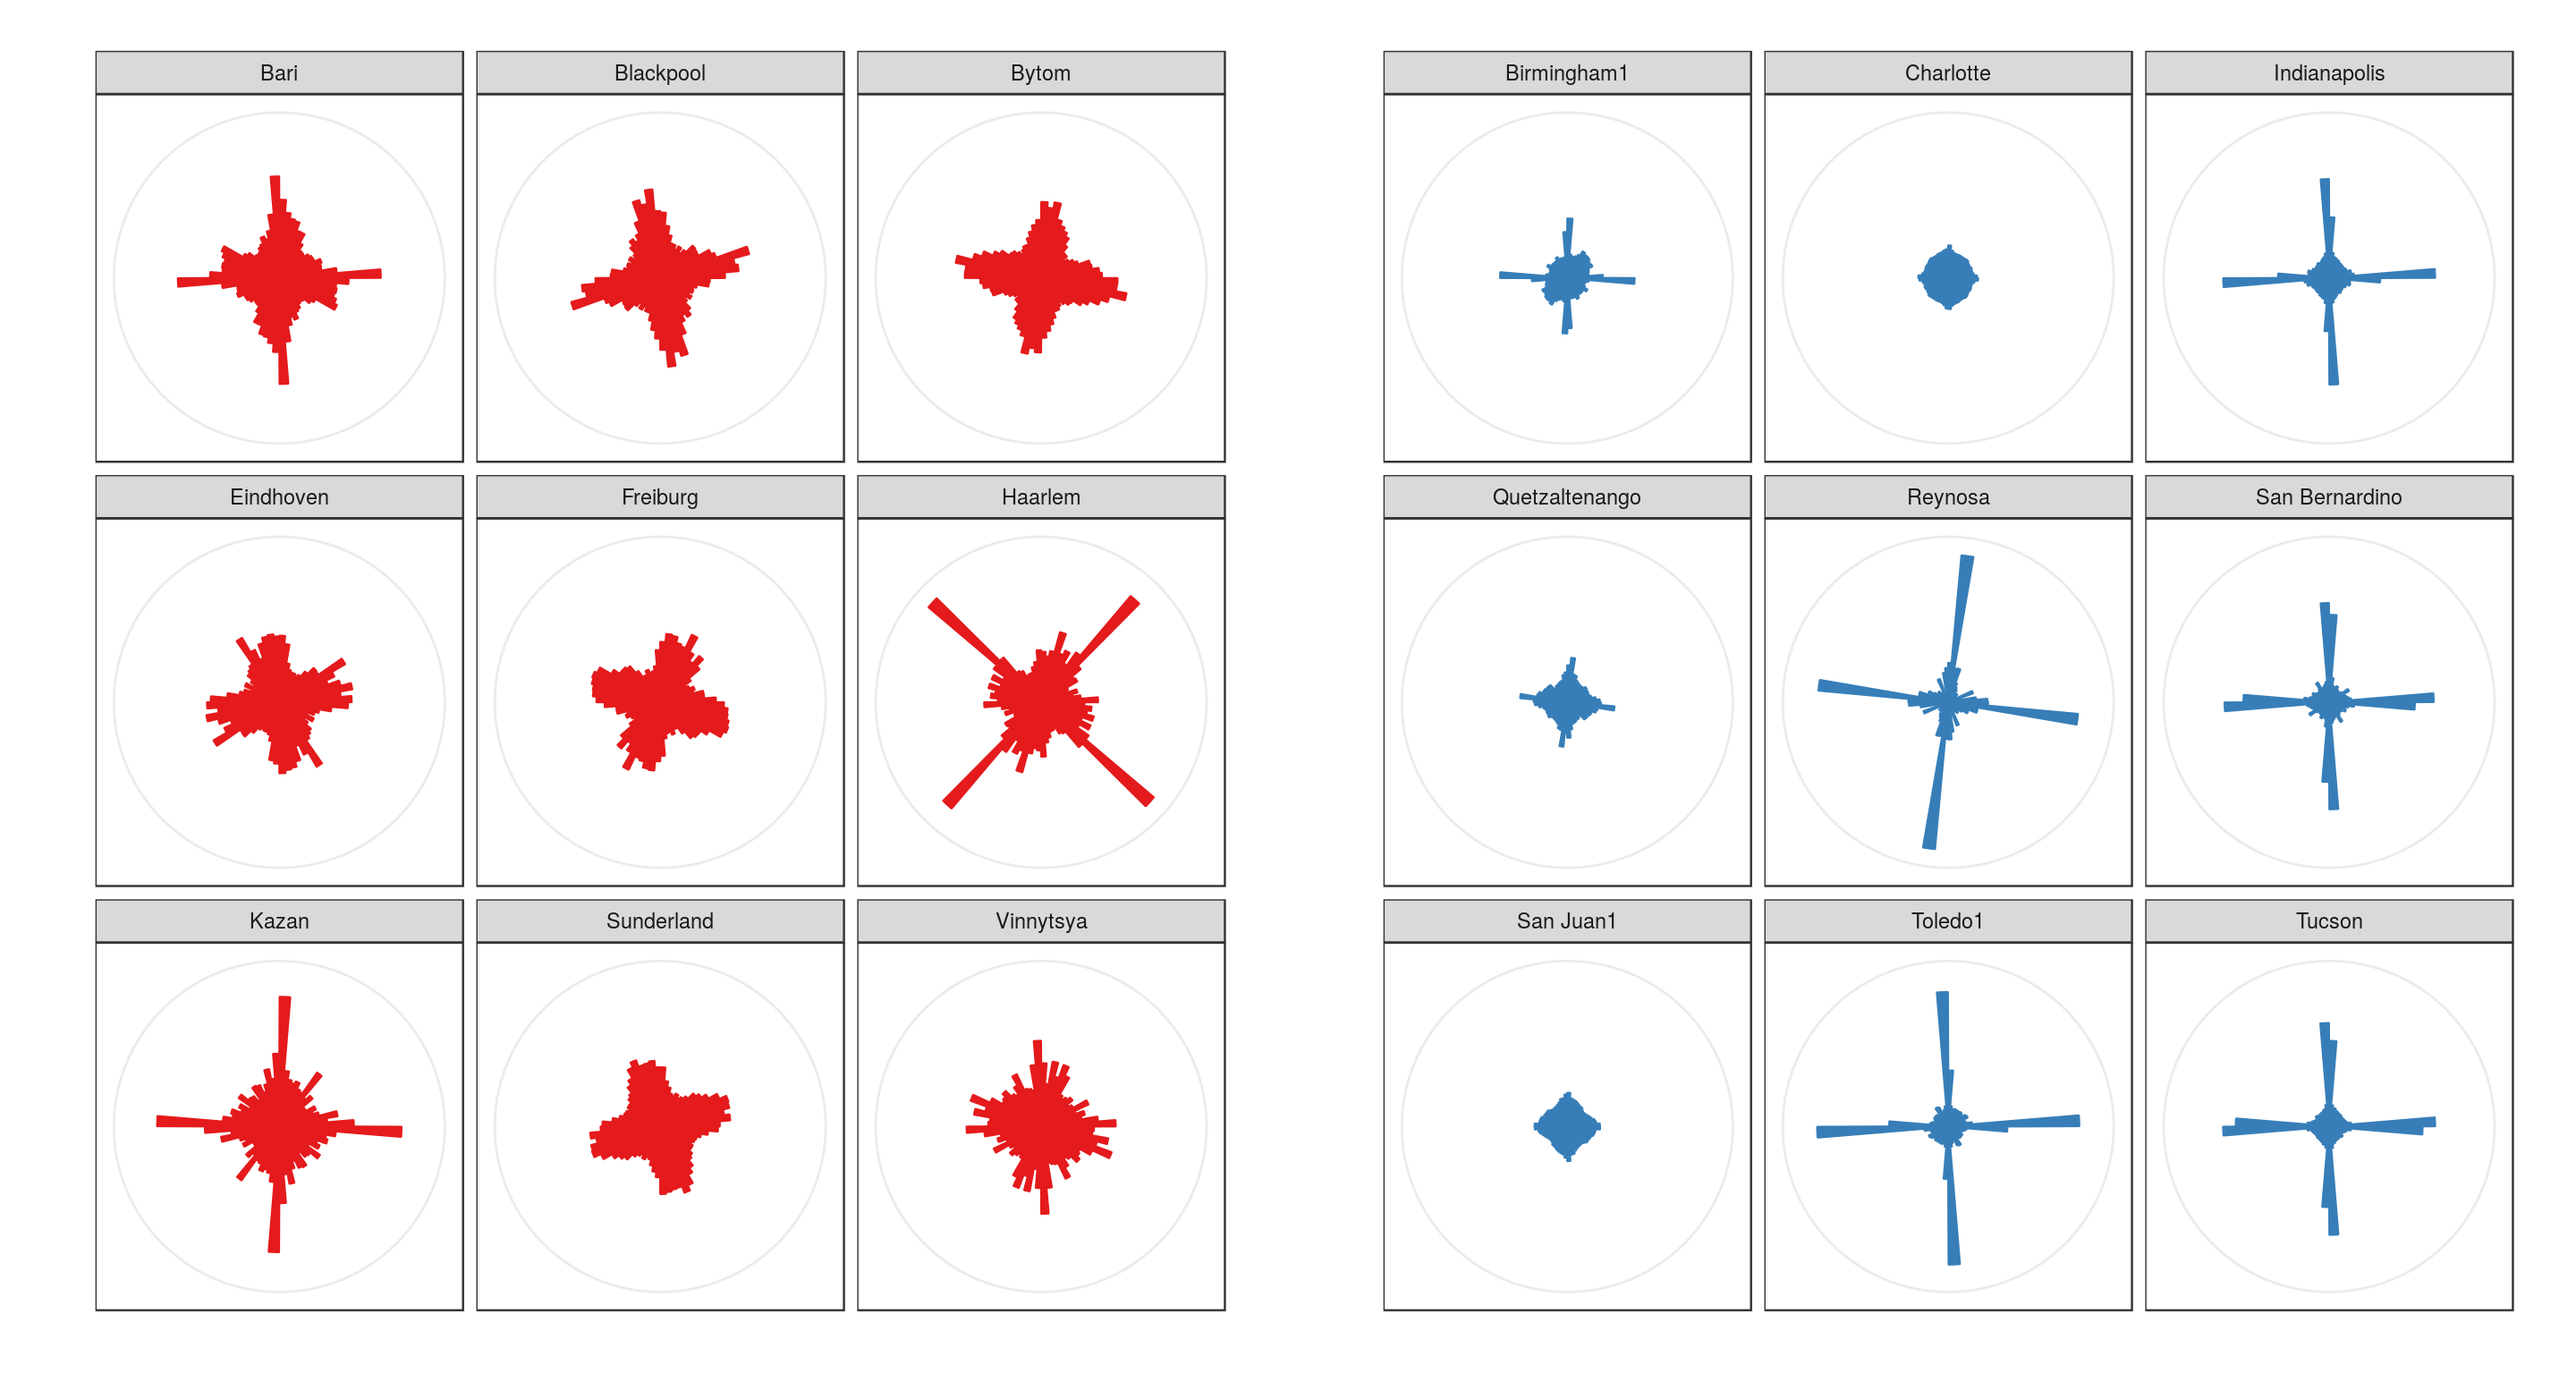 Bari
Blackpool
Bytom
Birmingham1
Charlotte
Indianapolis
Eindhoven
Freiburg
Haarlem
Quetzaltenango
Reynosa
San Bernardino
Kazan
Sunderland
Vinnytsya
San Juan1
Toledo1
Tucson